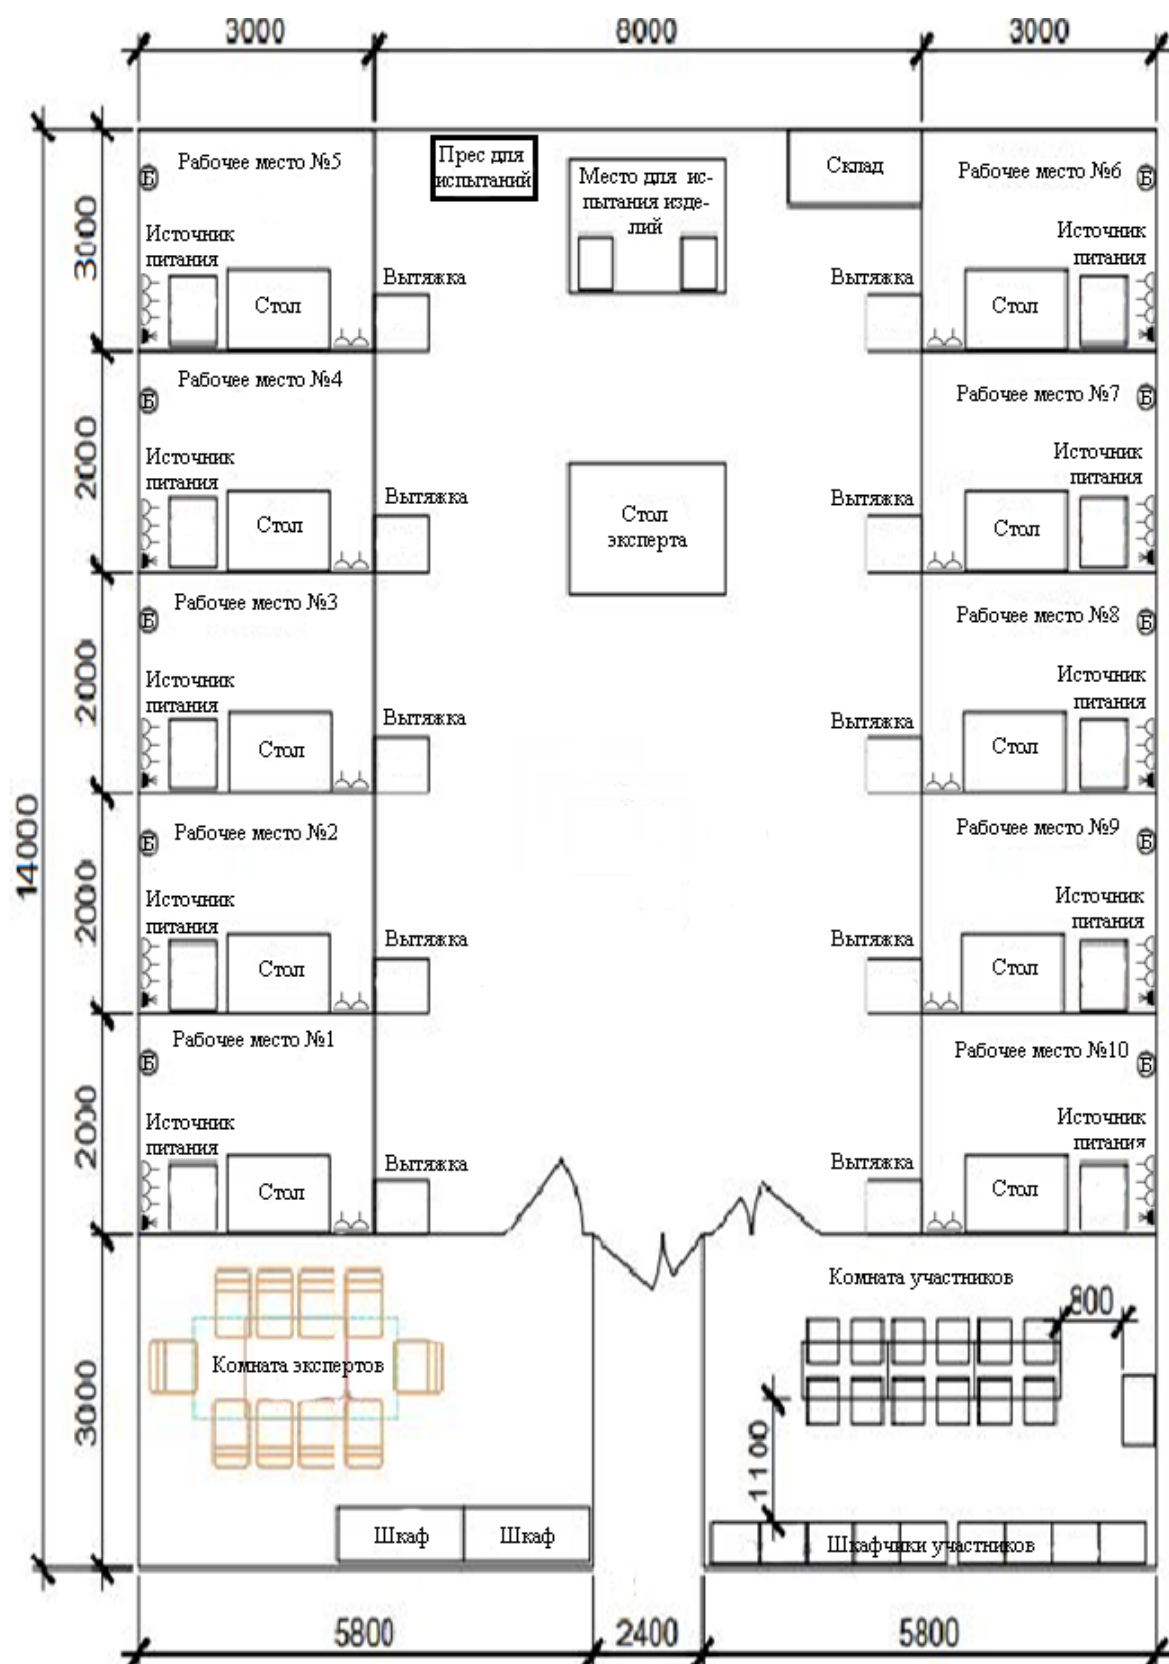 3000
8000
3000
Рабочее место №5
Прес для
испытаний
Место для ис-
пытания изде-
лий
Склад
Рабочее место №6
Б
Б
3000
Источник
питания
Стол
Вытяжка
Вытяжка
Стол
Источник
питания
Рабочее место №4
Рабочее место №7
Б
Б
2000
Источник
питания
Стол
Вытяжка
Стол
эксперта
Вытяжка
Стол
Источник
питания
Рабочее место №3
Рабочее место №8
Б
Б
2000
Источник
питания
Стол
Вытяжка
Вытяжка
Стол
Источник
питания
14000
Рабочее место №2
Рабочее место №9
Б
Б
2000
Источник
питания
Стол
Вытяжка
Вытяжка
Стол
Источник
питания
Рабочее место №1
Рабочее место №10
Б
Б
2000
Источник
питания
Стол
Вытяжка
Вытяжка
Стол
Источник
питания
Комната участников
800
3000
Комната экспертов
1100
Шкаф
Шкаф
Шкафчики участников
5800
2400
5800